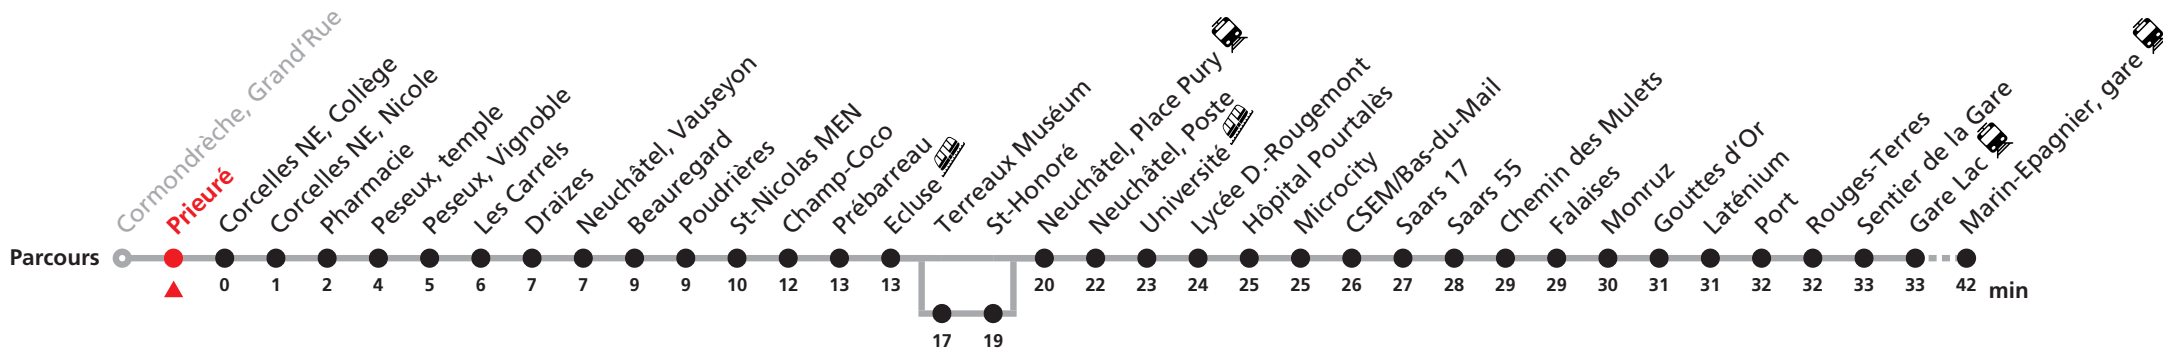 Cormondrèche, Grand'Rue
Prieuré
Corcelles NE, Collège
Corcelles NE, Nicole
Pharmacie
Peseux, temple
Peseux, Vignoble
Les Carrels
Draizes
Neuchâtel, Vauseyon
Beauregard
Poudrières
St-Nicolas MEN
Champ-Coco
Prébarreau
Ecluse
Terreaux Muséum
St-Honoré
Neuchâtel, Place Pury
Neuchâtel, Poste
Université
Lycée D.-Rougemont
Hôpital Pourtalès
Microcity
CSEM/Bas-du-Mail
Saars 17
Saars 55
Chemin des Mulets
Falaises
Monruz
Gouttes d'Or
Laténium
Port
Rouges-Terres
Sentier de la Gare
Gare Lac
Marin-Epagnier, gare
Parcours
0 1 2 4 5 6 7 7 9 9 10 12 13 13 20 22 23 24 25 25 26 27 28 29 29 30 31 31 32 32 33 33 42 min
17 19